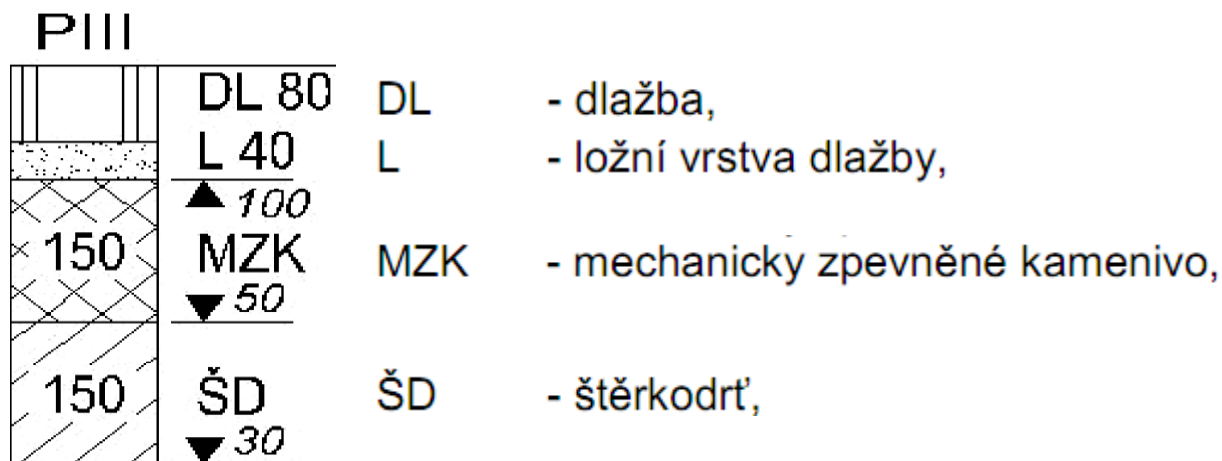 PIII
DL 80 DL - dlažba,
L 40 L - ložní vrstva dlažby,
100
150 MZK MZK - mechanicky zpevněné kamenivo,
50
150 ŠD ŠD - štěrkodrť,
30